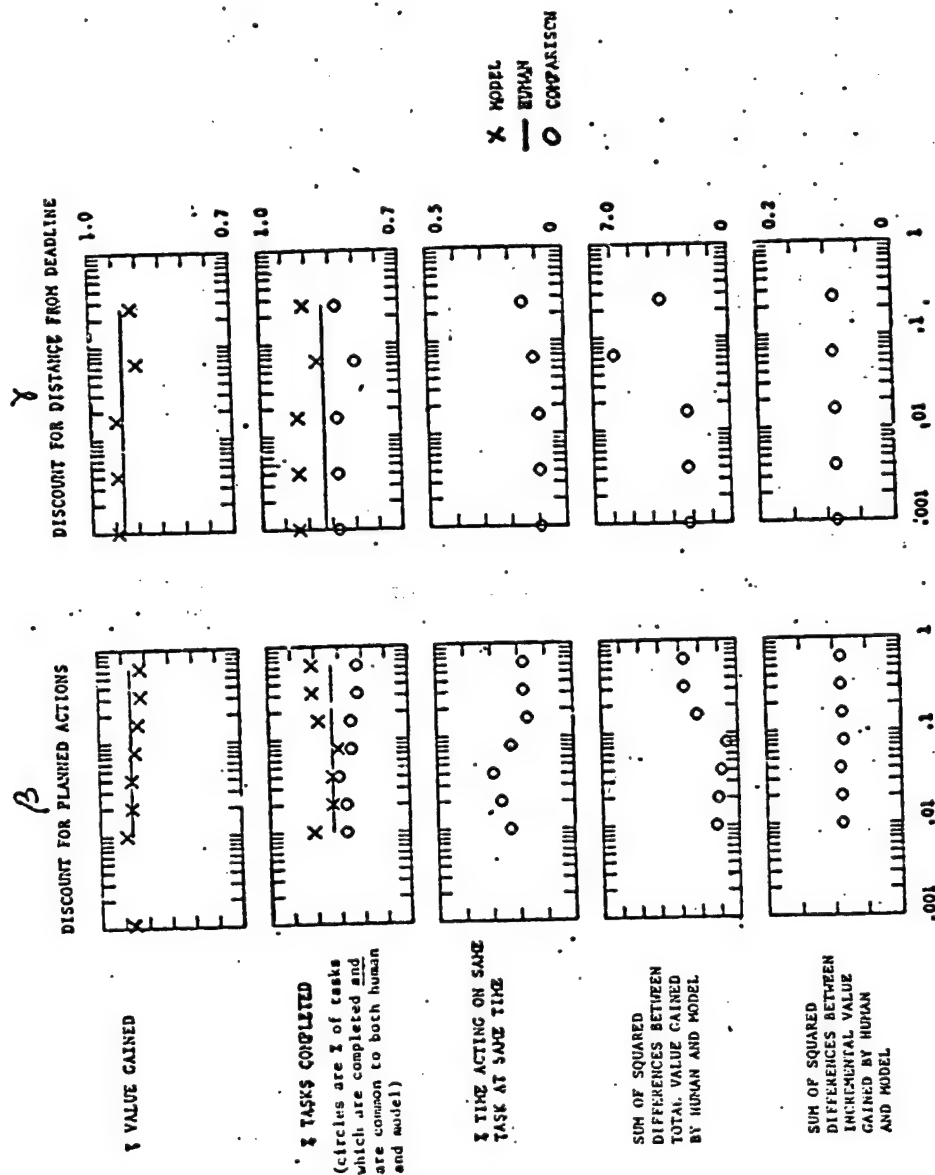 β
DISCOUNT FOR PLANNED ACTIONS
γ
DISCOUNT FOR DISTANCE FROM DEADLINE
% VALUE GAINED
1.0
0.7
% TASKS COMPLETED
(circles are % of tasks
which are completed and
are common to both human
and model)
1.0
0.7
% TIME ACTING ON SAME
TASK AT SAME TIME
0.5
0
SUM OF SQUARED
DIFFERENCES BETWEEN
TOTAL VALUE GAINED
BY HUMAN AND MODEL
7.0
0
SUM OF SQUARED
DIFFERENCES BETWEEN
INCREMENTAL VALUE
GAINED BY HUMAN
AND MODEL
0.2
0
.001 .01 .1 1
.001 .01 .1 1
X MODEL
HUMAN
O COMPARISON